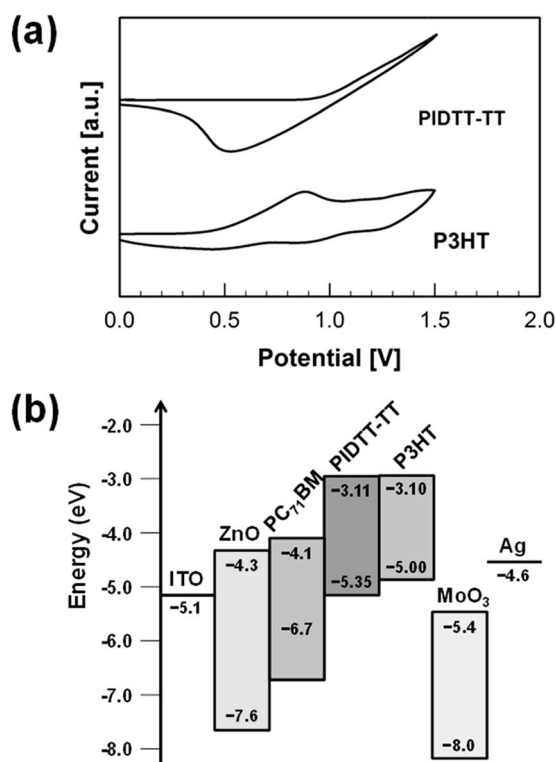 (a)
Current [a.u.]
PIDTT-TT
P3HT
0.0 0.5 1.0 1.5 2.0
Potential [V]
(b)
Energy (eV)
−2.0
-3.0
-4.0
-5.0
-6.0
-7.0
-8.0
ITO
−5.1
ZnO
−4.3
−7.6
PC71BM
−4.1
−6.7
PIDTT-TT
−3.11
−5.35
P3HT
−3.10
−5.00
MoO3
−5.4
−8.0
Ag
−4.6